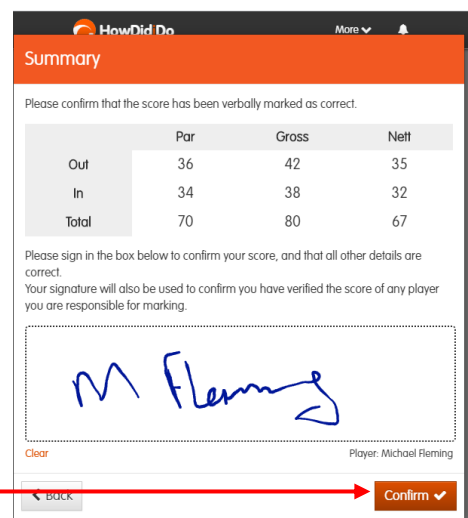 HowDidiDo More
Summary
Please confirm that the score has been verbally marked as correct.
Par Gross Nett
Out 36 42 35
In 34 38 32
Total 70 80 67
Please sign in the box below to confirm your score, and that all other details are
correct.
Your signature will also be used to confirm you have verified the score of any player
you are responsible for marking.
M Fleming
Clear Player: Michael Fleming
Back Confirm